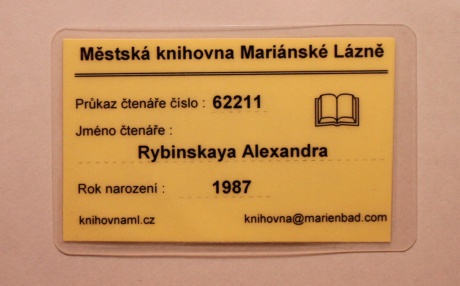 Městská knihovna Mariánské Lázně
Průkaz čtenáře číslo : 62211
Jméno čtenáře :
Rybinskaya Alexandra
Rok narození : 1987
knihovnaml.cz knihovna@marienbad.com